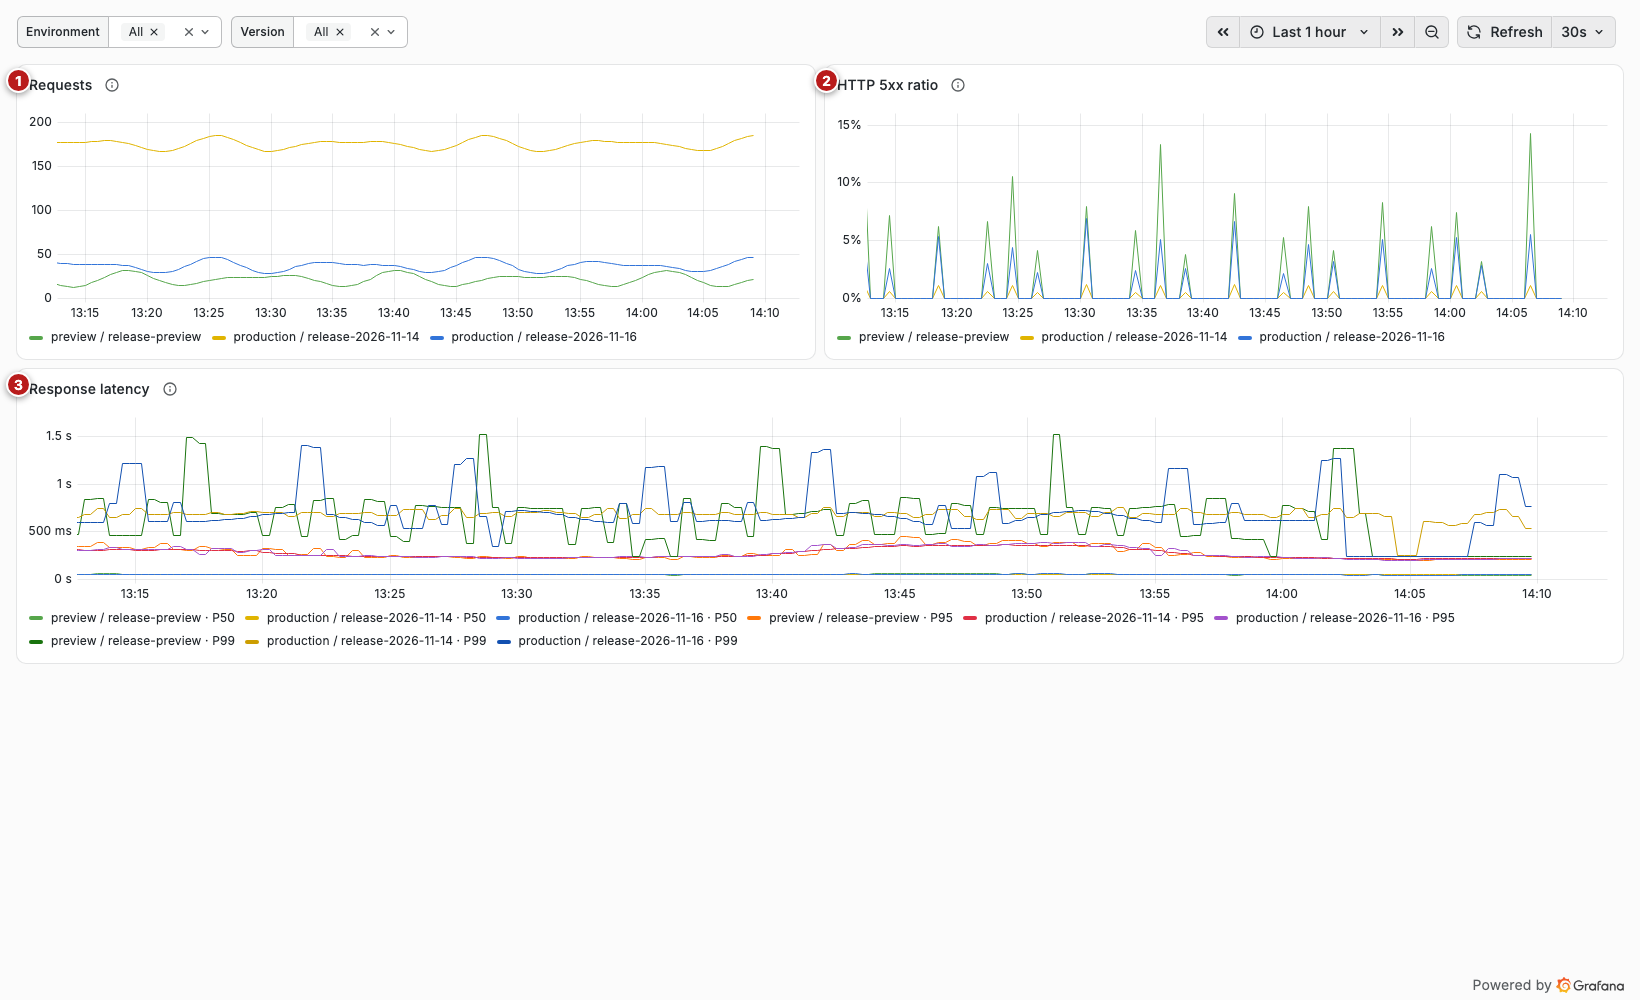 Environment All Version All Last 1 hour Refresh 30s
1 Requests
200
150
100
50
0
13:15 13:20 13:25 13:30 13:35 13:40 13:45 13:50 13:55 14:00 14:05 14:10
preview / release-preview production / release-2026-11-14 production / release-2026-11-16
2 HTTP 5xx ratio
15%
10%
5%
0%
13:15 13:20 13:25 13:30 13:35 13:40 13:45 13:50 13:55 14:00 14:05 14:10
preview / release-preview production / release-2026-11-14 production / release-2026-11-16
3 Response latency
1.5 s
1 s
500 ms
0 s
13:15 13:20 13:25 13:30 13:35 13:40 13:45 13:50 13:55 14:00 14:05 14:10
preview / release-preview · P50 production / release-2026-11-14 · P50 production / release-2026-11-16 · P50 preview / release-preview · P95 production / release-2026-11-14 · P95 production / release-2026-11-16 · P95
preview / release-preview · P99 production / release-2026-11-14 · P99 production / release-2026-11-16 · P99
Powered by Grafana